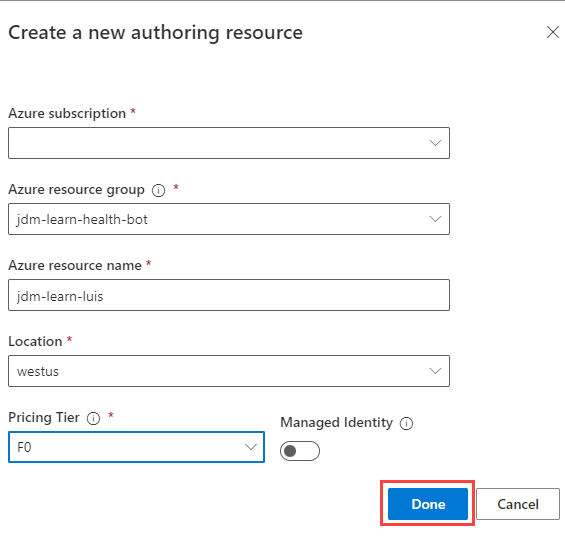 Create a new authoring resource
Azure subscription *
Azure resource group *
jdm-learn-health-bot
Azure resource name *
jdm-learn-luis
Location *
westus
Pricing Tier * Managed Identity
F0
Done Cancel